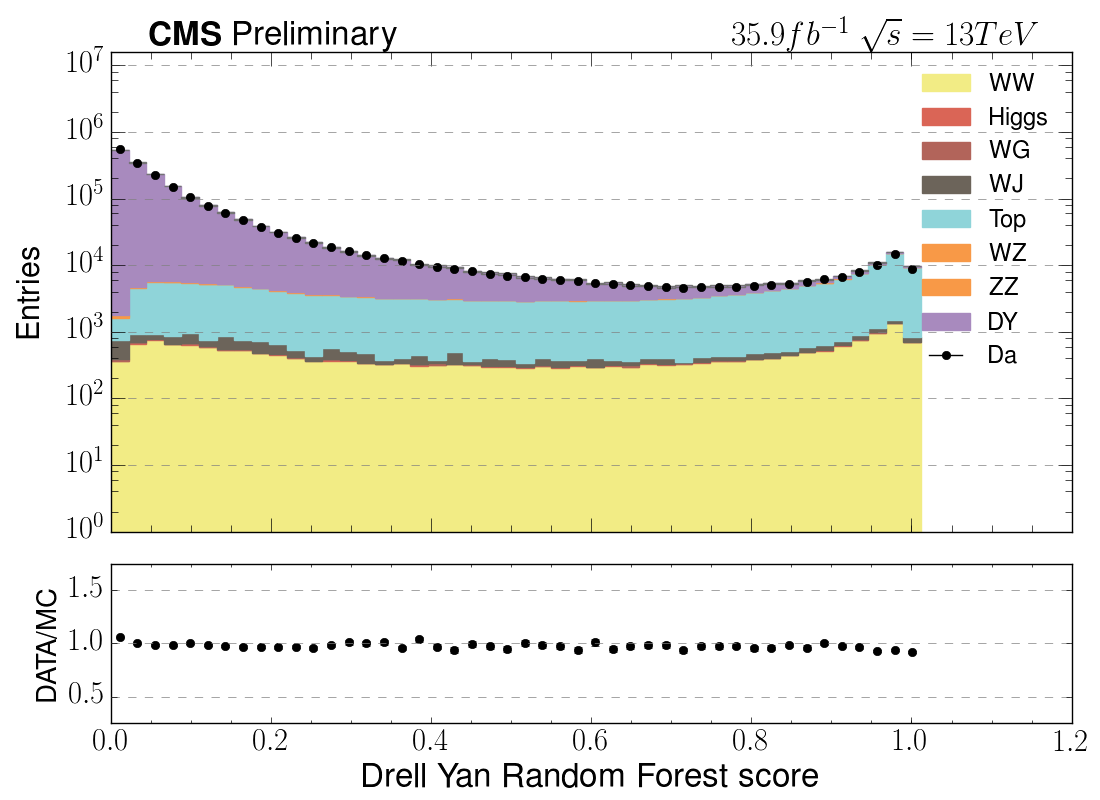 CMS Preliminary 35.9fb⁻¹ √s = 13TeV
10⁷
10⁶
10⁵
10⁴
10³
10²
10¹
10⁰
Entries
WW
Higgs
WG
WJ
Top
WZ
ZZ
DY
Da
1.5
1.0
0.5
DATA/MC
0.0 0.2 0.4 0.6 0.8 1.0 1.2
Drell Yan Random Forest score